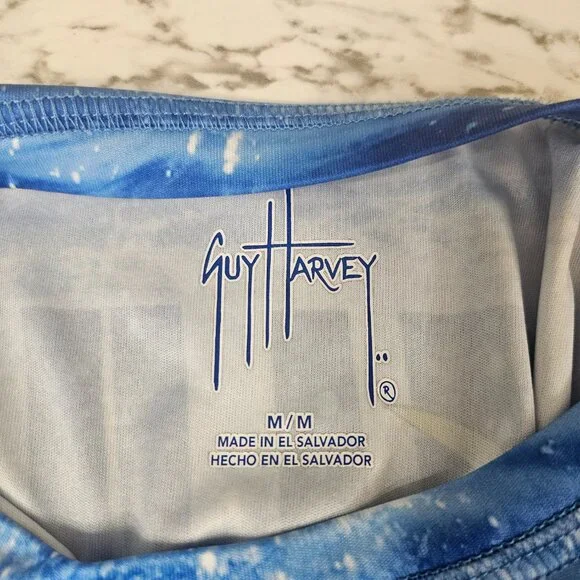 GUY HARVEY
®
M/M
MADE IN EL SALVADOR
HECHO EN EL SALVADOR